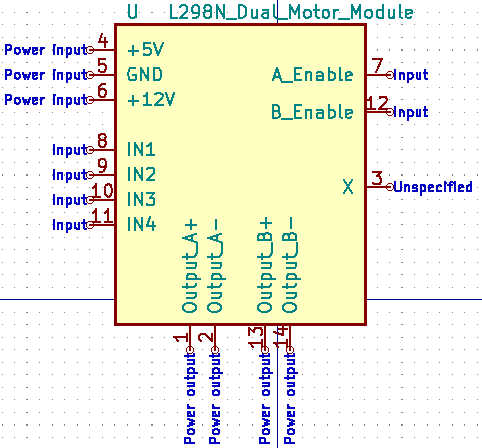 U L298N_Dual_Motor_Module
Power input 4 +5V
Power input 5 GND
Power input 6 +12V
A_Enable 7 Input
B_Enable 12 Input
Input 8 IN1
Input 9 IN2
Input 10 IN3
Input 11 IN4
X 3 Unspecified
Output_A+ 1 Power output
Output_A- 2 Power output
Output_B+ 13 Power output
Output_B- 14 Power output